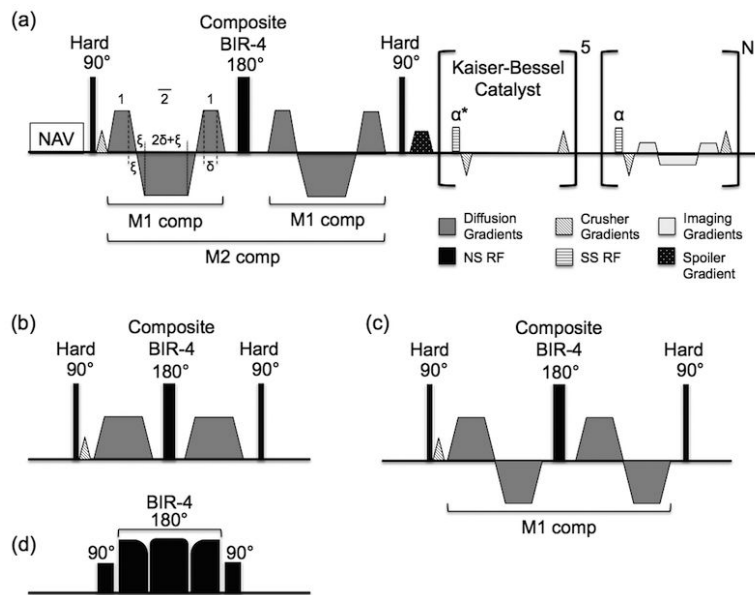 (a)
Composite
Hard BIR-4 Hard
90° 180° 90°
5
N
Kaiser-Bessel
Catalyst
1 2 1
α* α
NAV
ξ 2δ+ξ
ξ δ
M1 comp M1 comp
M2 comp
Diffusion Gradients
Crusher Gradients
Imaging Gradients
NS RF
SS RF
Spoiler Gradient
(b)
Composite
Hard BIR-4 Hard
90° 180° 90°
(c)
Composite
Hard BIR-4 Hard
90° 180° 90°
M1 comp
(d)
BIR-4
180°
90° 90°